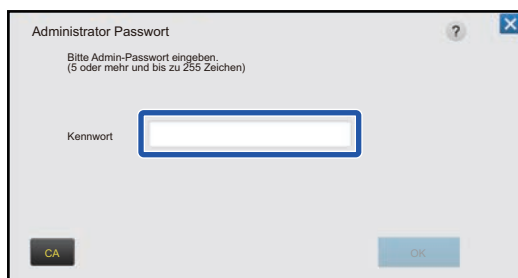 Administrator Passwort
?
Bitte Admin-Passwort eingeben.
(5 oder mehr und bis zu 255 Zeichen)
Kennwort
CA
OK